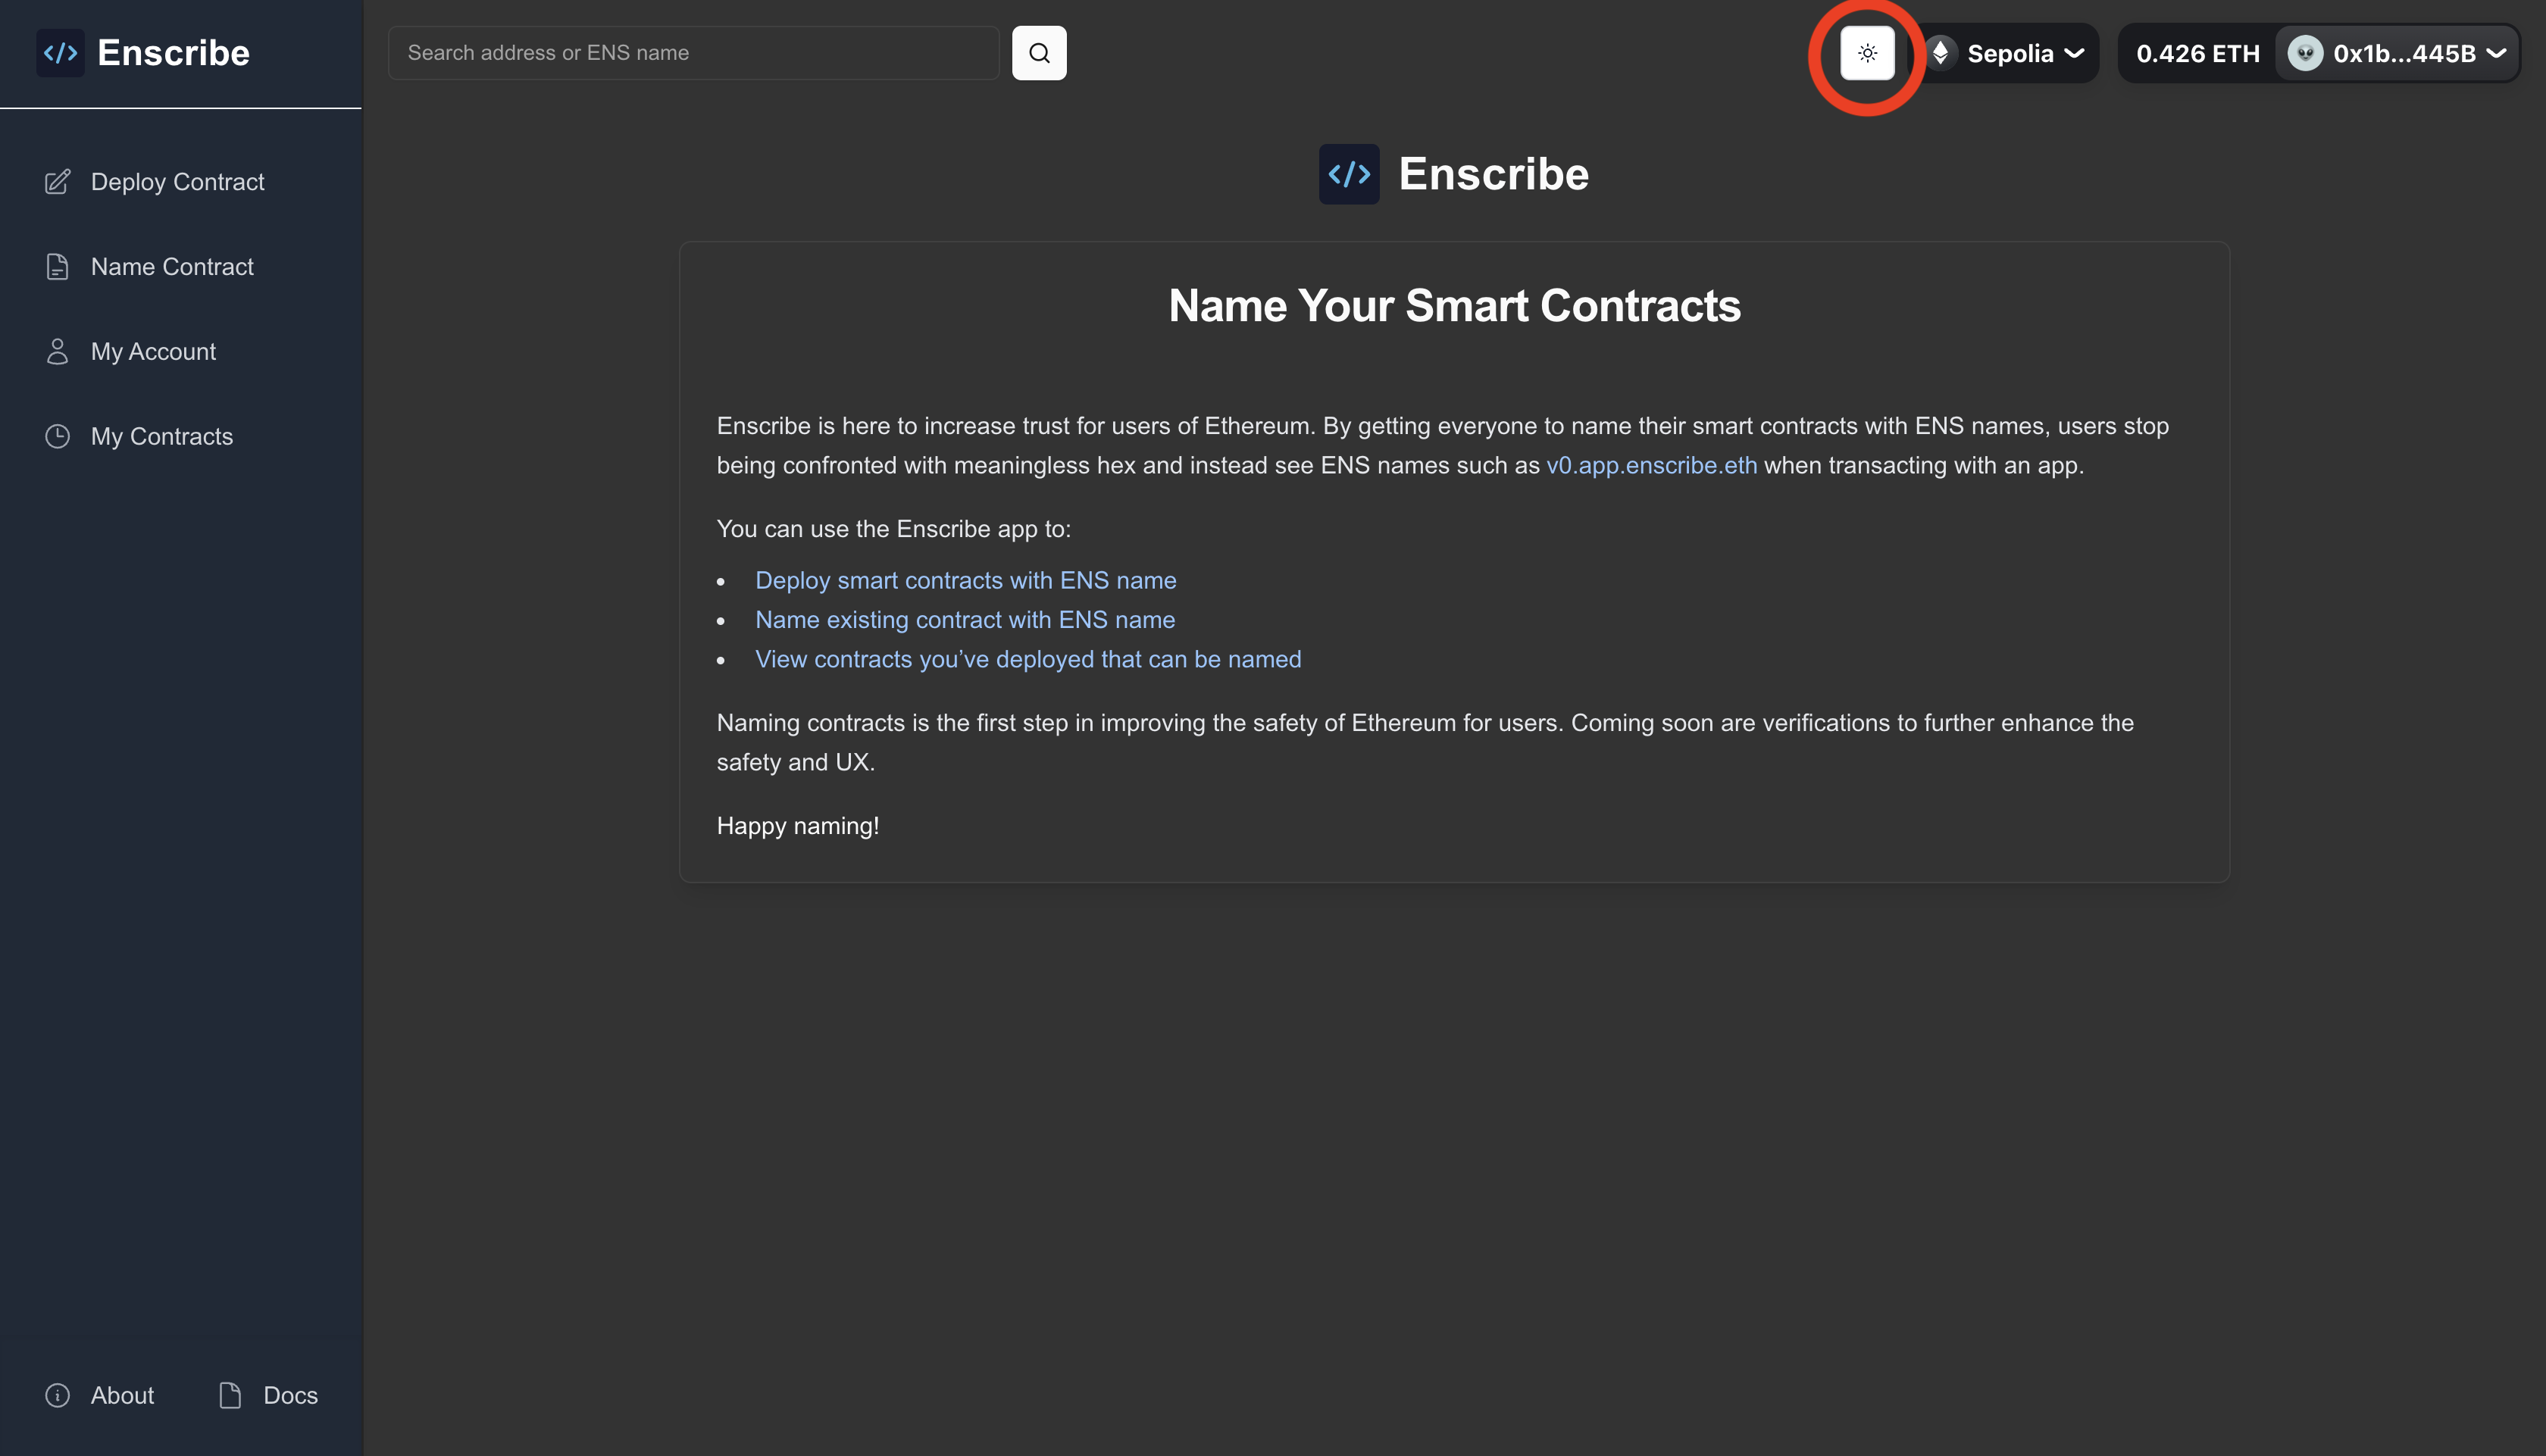 Enscribe
Search address or ENS name
Sepolia
0.426 ETH
0x1b...445B
Deploy Contract
Name Contract
My Account
My Contracts
Enscribe
Name Your Smart Contracts
Enscribe is here to increase trust for users of Ethereum. By getting everyone to name their smart contracts with ENS names, users stop
being confronted with meaningless hex and instead see ENS names such as v0.app.enscribe.eth when transacting with an app.
You can use the Enscribe app to:
• Deploy smart contracts with ENS name
• Name existing contract with ENS name
• View contracts you’ve deployed that can be named
Naming contracts is the first step in improving the safety of Ethereum for users. Coming soon are verifications to further enhance the
safety and UX.
Happy naming!
About
Docs